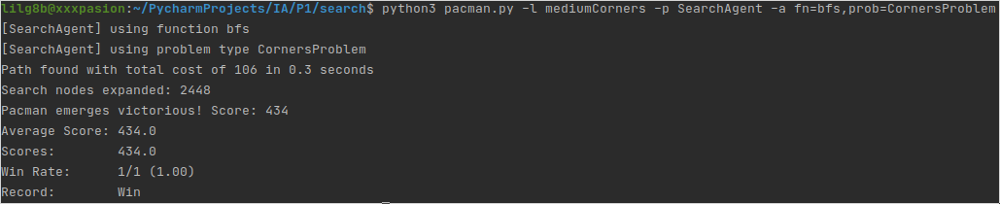 lilg8b@xxxpasion:~/PycharmProjects/IA/P1/search$ python3 pacman.py -l mediumCorners -p SearchAgent -a fn=bfs,prob=CornersProblem
[SearchAgent] using function bfs
[SearchAgent] using problem type CornersProblem
Path found with total cost of 106 in 0.3 seconds
Search nodes expanded: 2448
Pacman emerges victorious! Score: 434
Average Score: 434.0
Scores:        434.0
Win Rate:      1/1 (1.00)
Record:        Win